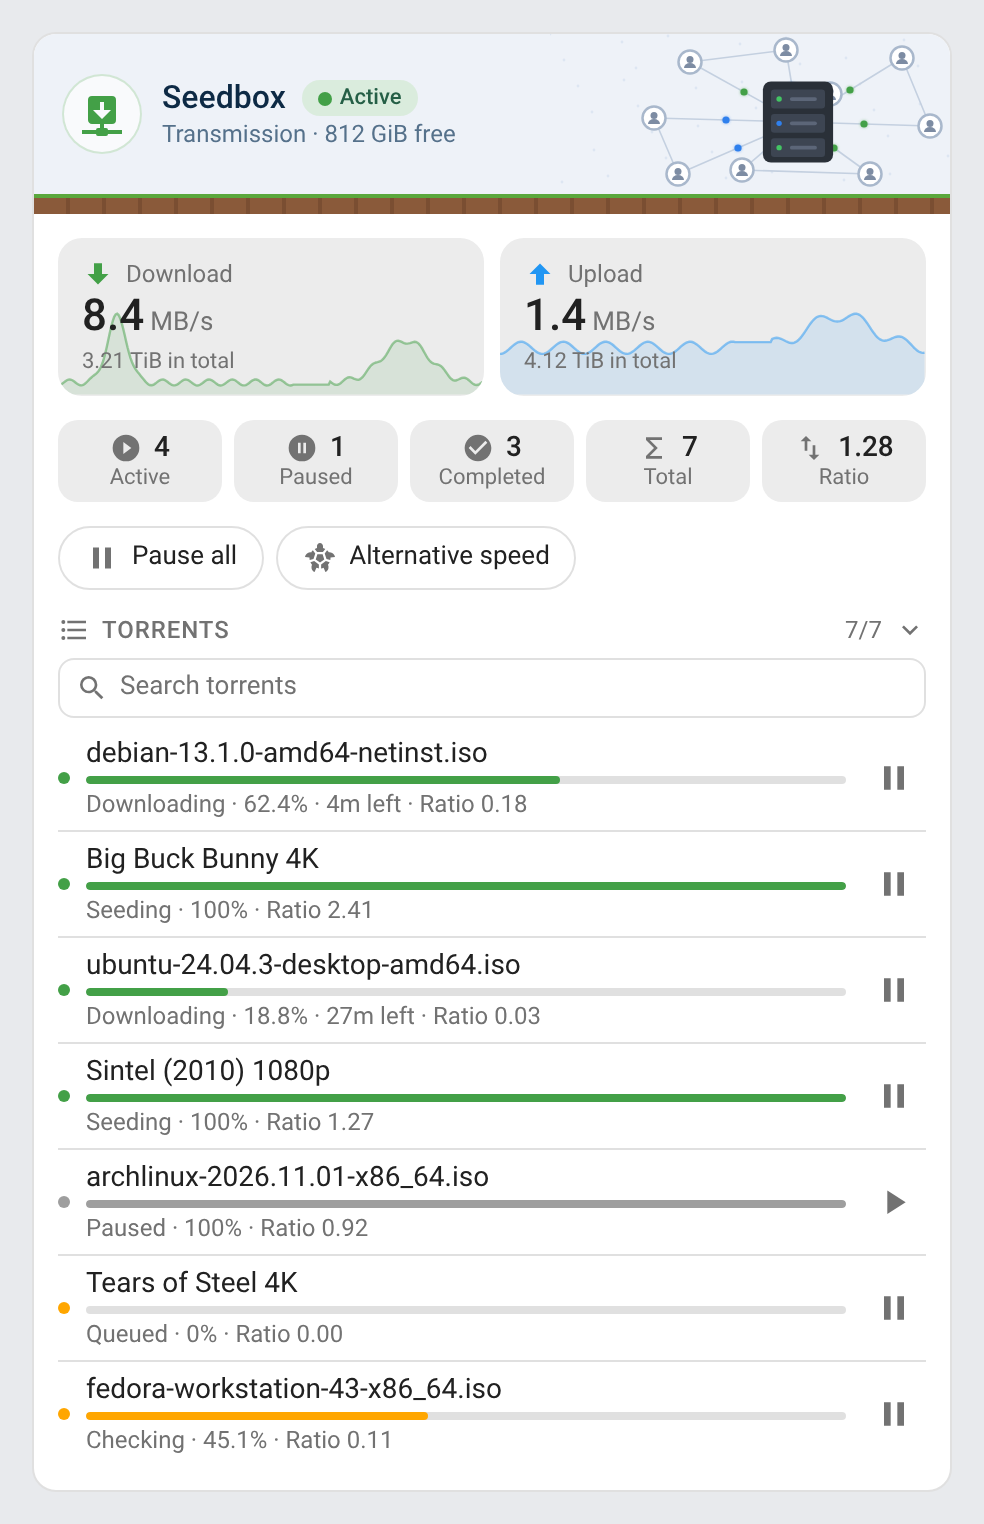 Seedbox
Active
Transmission · 812 GiB free
Download
8.4 MB/s
3.21 TiB in total
Upload
1.4 MB/s
4.12 TiB in total
4
Active
1
Paused
3
Completed
7
Total
1.28
Ratio
Pause all
Alternative speed
TORRENTS
7/7
Search torrents
debian-13.1.0-amd64-netinst.iso
Downloading · 62.4% · 4m left · Ratio 0.18
Big Buck Bunny 4K
Seeding · 100% · Ratio 2.41
ubuntu-24.04.3-desktop-amd64.iso
Downloading · 18.8% · 27m left · Ratio 0.03
Sintel (2010) 1080p
Seeding · 100% · Ratio 1.27
archlinux-2026.11.01-x86_64.iso
Paused · 100% · Ratio 0.92
Tears of Steel 4K
Queued · 0% · Ratio 0.00
fedora-workstation-43-x86_64.iso
Checking · 45.1% · Ratio 0.11